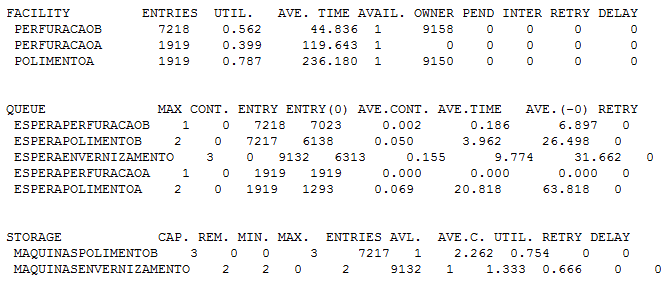 FACILITY ENTRIES UTIL. AVE. TIME AVAIL. OWNER PEND INTER RETRY DELAY
PERFURACAOB 7218 0.562 44.836 1 9158 0 0 0 0
PERFURACAOA 1919 0.399 119.643 1 0 0 0 0 0
POLIMENTOA 1919 0.787 236.180 1 9150 0 0 0 0
QUEUE MAX CONT. ENTRY ENTRY(0) AVE.CONT. AVE.TIME AVE.(-0) RETRY
ESPERAPERFURACAOB 1 0 7218 7023 0.002 0.186 6.897 0
ESPERAPOLIMENTOB 2 0 7217 6138 0.050 3.962 26.498 0
ESPERAENVERNIZAMENTO 3 0 9132 6313 0.155 9.774 31.662 0
ESPERAPERFURACAOA 1 0 1919 1919 0.000 0.000 0.000 0
ESPERAPOLIMENTOA 2 0 1919 1293 0.069 20.818 63.818 0
STORAGE CAP. REM. MIN. MAX. ENTRIES AVL. AVE.C. UTIL. RETRY DELAY
MAQUINASPOLIMENTOB 3 0 0 3 7217 1 2.262 0.754 0 0
MAQUINASENVERNIZAMENTO 2 2 0 2 9132 1 1.333 0.666 0 0